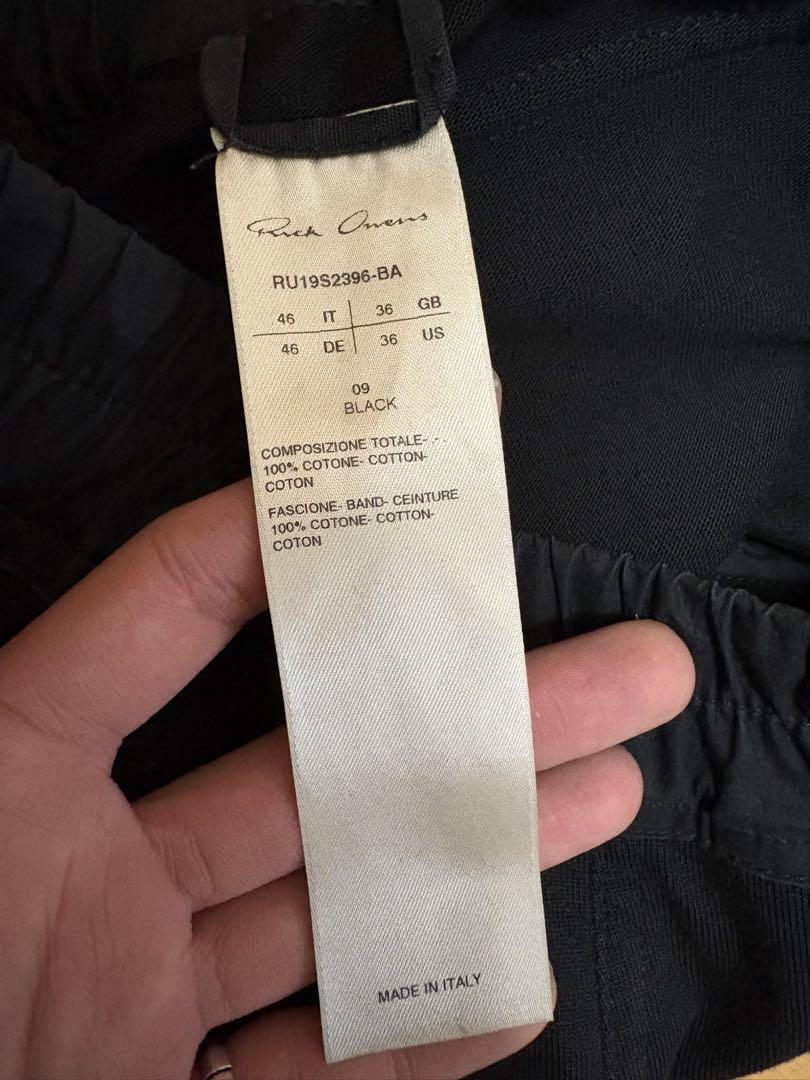 Rick Owens
RU19S2396-BA
46 IT 36 GB
46 DE 36 US
09
BLACK
COMPOSIZIONE TOTALE- - -
100% COTONE- COTTON-
COTON
FASCIONE- BAND- CEINTURE
100% COTONE- COTTON-
COTON
MADE IN ITALY